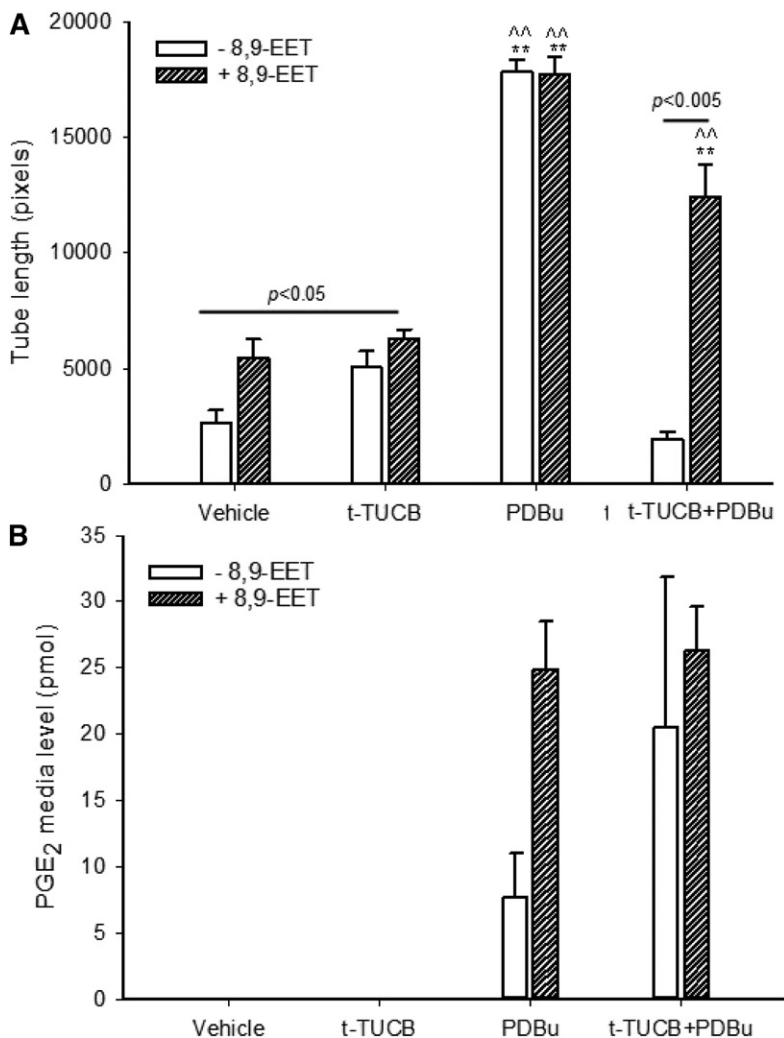 A
20000
- 8,9-EET
+ 8,9-EET
^^ ^^
** **
15000
p<0.005
^^
**
10000
p<0.05
5000
0
Tube length (pixels)
Vehicle t-TUCB PDBu 1 t-TUCB+PDBu
B
35
- 8,9-EET
+ 8,9-EET
30
25
20
15
10
5
0
PGE2 media level (pmol)
Vehicle t-TUCB PDBu t-TUCB+PDBu